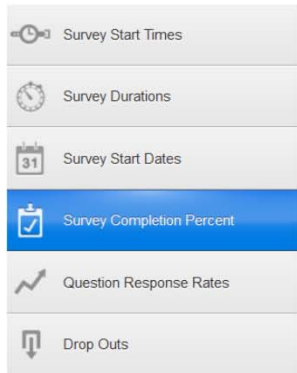 Survey Start Times
Survey Durations
31
Survey Start Dates
Survey Completion Percent
Question Response Rates
Drop Outs